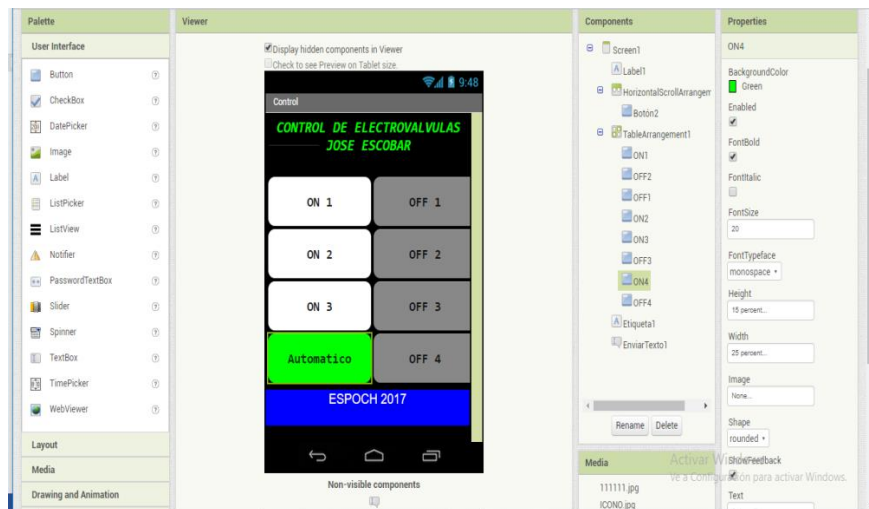 Palette
User Interface
Button
CheckBox
DatePicker
Image
Label
ListPicker
ListView
Notifier
PasswordTextBox
Slider
Spinner
TextBox
TimePicker
WebViewer
Layout
Media
Drawing and Animation
Viewer
Display hidden components in Viewer
Check to see Preview on Tablet size.
9:48
Control
CONTROL DE ELECTROVALVULAS
JOSE ESCOBAR
ON 1 OFF 1
ON 2 OFF 2
ON 3 OFF 3
Automatico OFF 4
ESPOCH 2017
Non-visible components
Components
Screen1
Label1
HorizontalScrollArrangem
Botón2
TableArrangement1
ON1
OFF2
OFF1
ON2
ON3
OFF3
ON4
OFF4
Etiqueta1
EnviarTexto1
Rename Delete
Media
111111.jpg
ICONO.jpg
Properties
ON4
BackgroundColor
Green
Enabled
FontBold
FontItalic
FontSize
20
FontTypeface
monospace
Height
15 percent...
Width
25 percent...
Image
None...
Shape
rounded
ShowFeedback
Text
Activar Windows
Ve a Configuración para activar Windows.